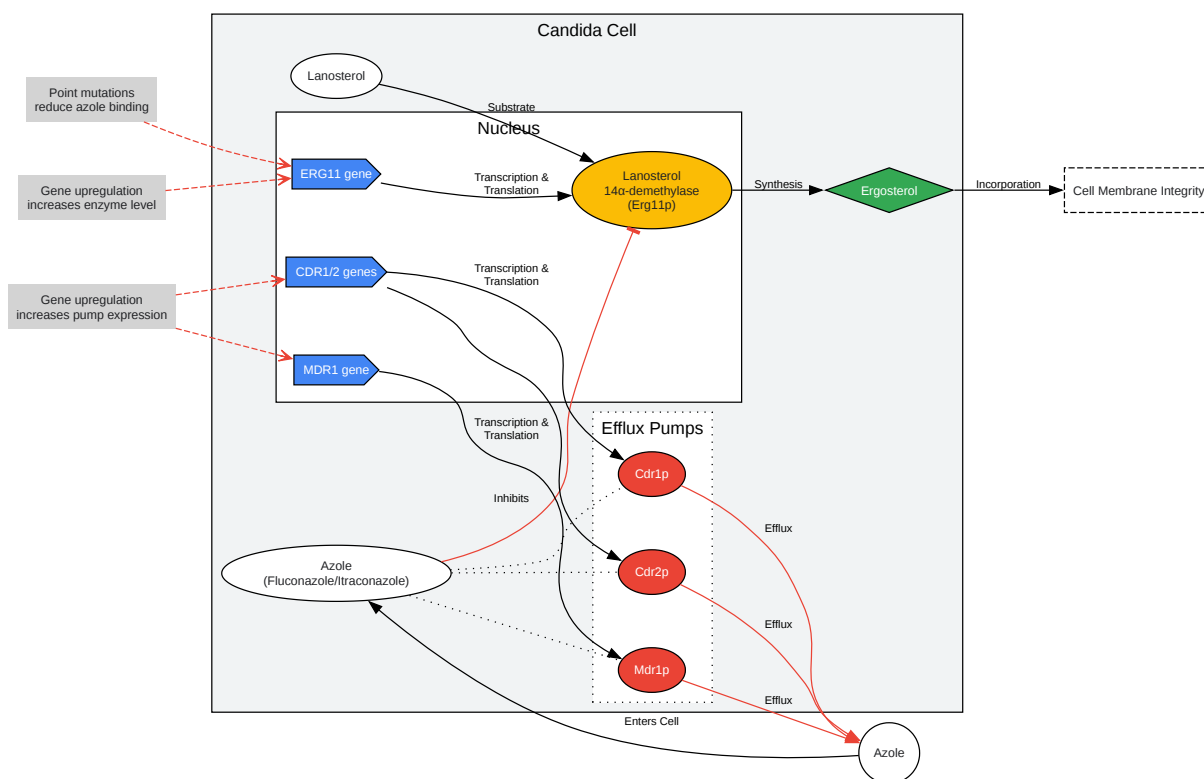 Candida Cell
Lanosterol
Point mutations
reduce azole binding
Substrate
Nucleus
ERG11 gene
Transcription &
Translation
Lanosterol
14α-demethylase
(Erg11p)
Synthesis
Ergosterol
Incorporation
Cell Membrane Integrity
Gene upregulation
increases enzyme level
CDR1/2 genes
Transcription &
Translation
Gene upregulation
increases pump expression
MDR1 gene
Transcription &
Translation
Efflux Pumps
Cdr1p
Inhibits
Efflux
Azole
(Fluconazole/Itraconazole)
Cdr2p
Efflux
Mdr1p
Efflux
Enters Cell
Azole